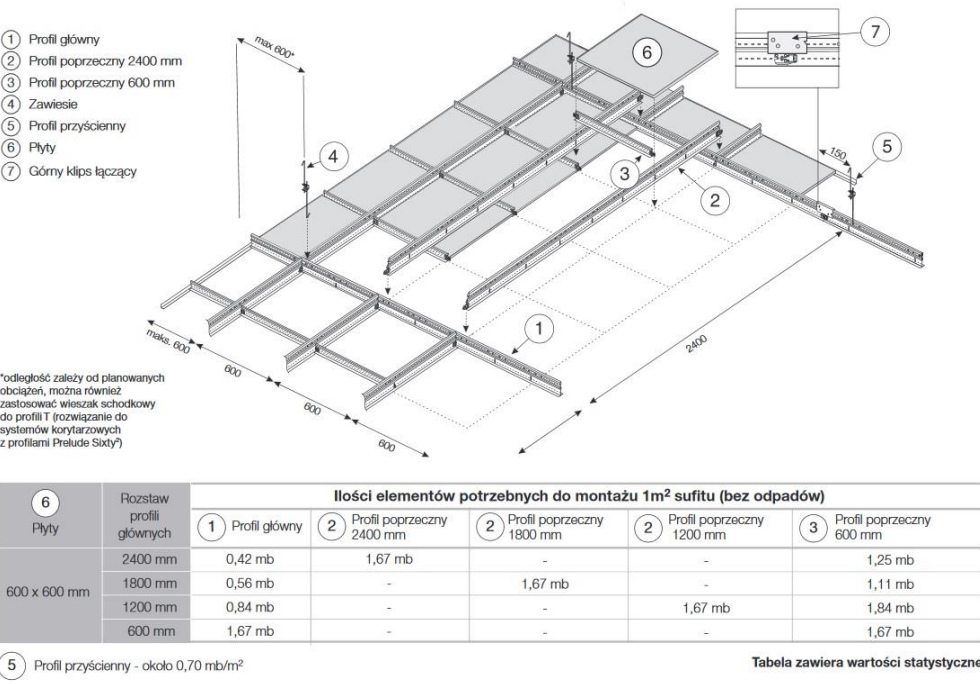 1 Profil główny
2 Profil poprzeczny 2400 mm
3 Profil poprzeczny 600 mm
4 Zawiesie
5 Profil przyścienny
6 Płyty
7 Górny klips łączący
max 600*
4
6
7
3
2
150
5
1
2400
maks. 600
600
600
600
*odległość zależy od planowanych
obciążeń, można również
zastosować wieszak schodkowy
do profili T (rozwiązanie do
systemów korytarzowych
z profilami Prelude Sixty²)
6 Płyty
Rozstaw profili głównych
Ilości elementów potrzebnych do montażu 1m² sufitu (bez odpadów)
1 Profil główny
2 Profil poprzeczny 2400 mm
2 Profil poprzeczny 1800 mm
2 Profil poprzeczny 1200 mm
3 Profil poprzeczny 600 mm
600 x 600 mm
2400 mm 0,42 mb 1,67 mb - - 1,25 mb
1800 mm 0,56 mb - 1,67 mb - 1,11 mb
1200 mm 0,84 mb - - 1,67 mb 1,84 mb
600 mm 1,67 mb - - - 1,67 mb
5 Profil przyścienny - około 0,70 mb/m²
Tabela zawiera wartości statystyczne